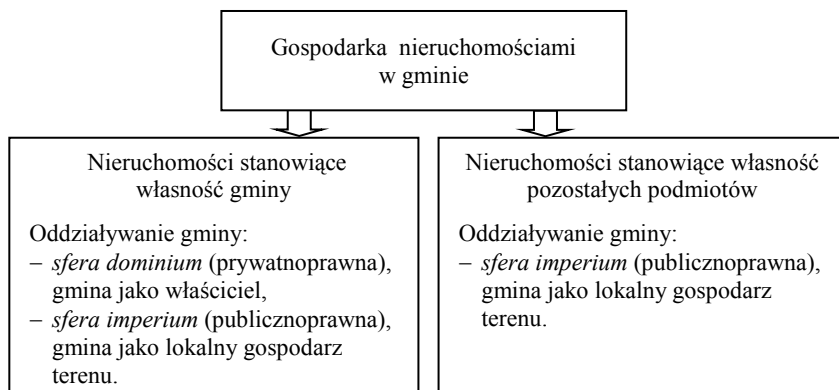 Gospodarka nieruchomościami
w gminie
Nieruchomości stanowiące
własność gminy
Oddziaływanie gminy:
– sfera dominium (prywatnoprawna),
gmina jako właściciel,
– sfera imperium (publicznoprawna),
gmina jako lokalny gospodarz
terenu.
Nieruchomości stanowiące własność
pozostałych podmiotów
Oddziaływanie gminy:
– sfera imperium (publicznoprawna),
gmina jako lokalny gospodarz
terenu.